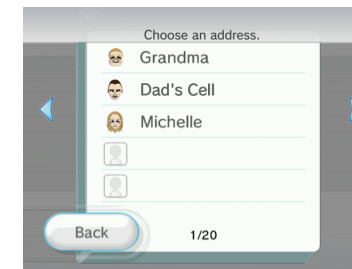 Choose an address.
Grandma
Dad's Cell
Michelle
Back
1/20